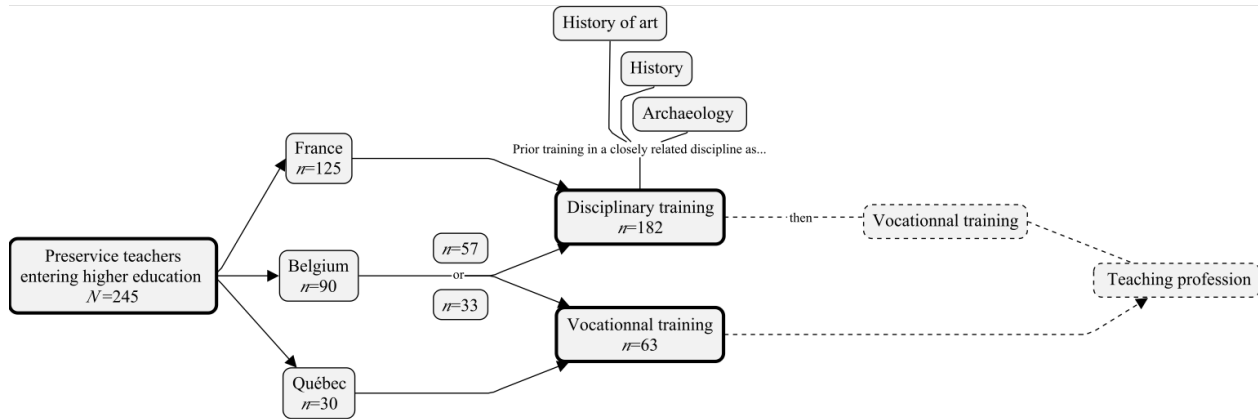 History of art
History
Archaeology
Prior training in a closely related discipline as...
France
n=125
Disciplinary training
n=182
then
Vocationnal training
Preservice teachers
entering higher education
N=245
Belgium
n=90
n=57
or
n=33
Teaching profession
Vocationnal training
n=63
Québec
n=30